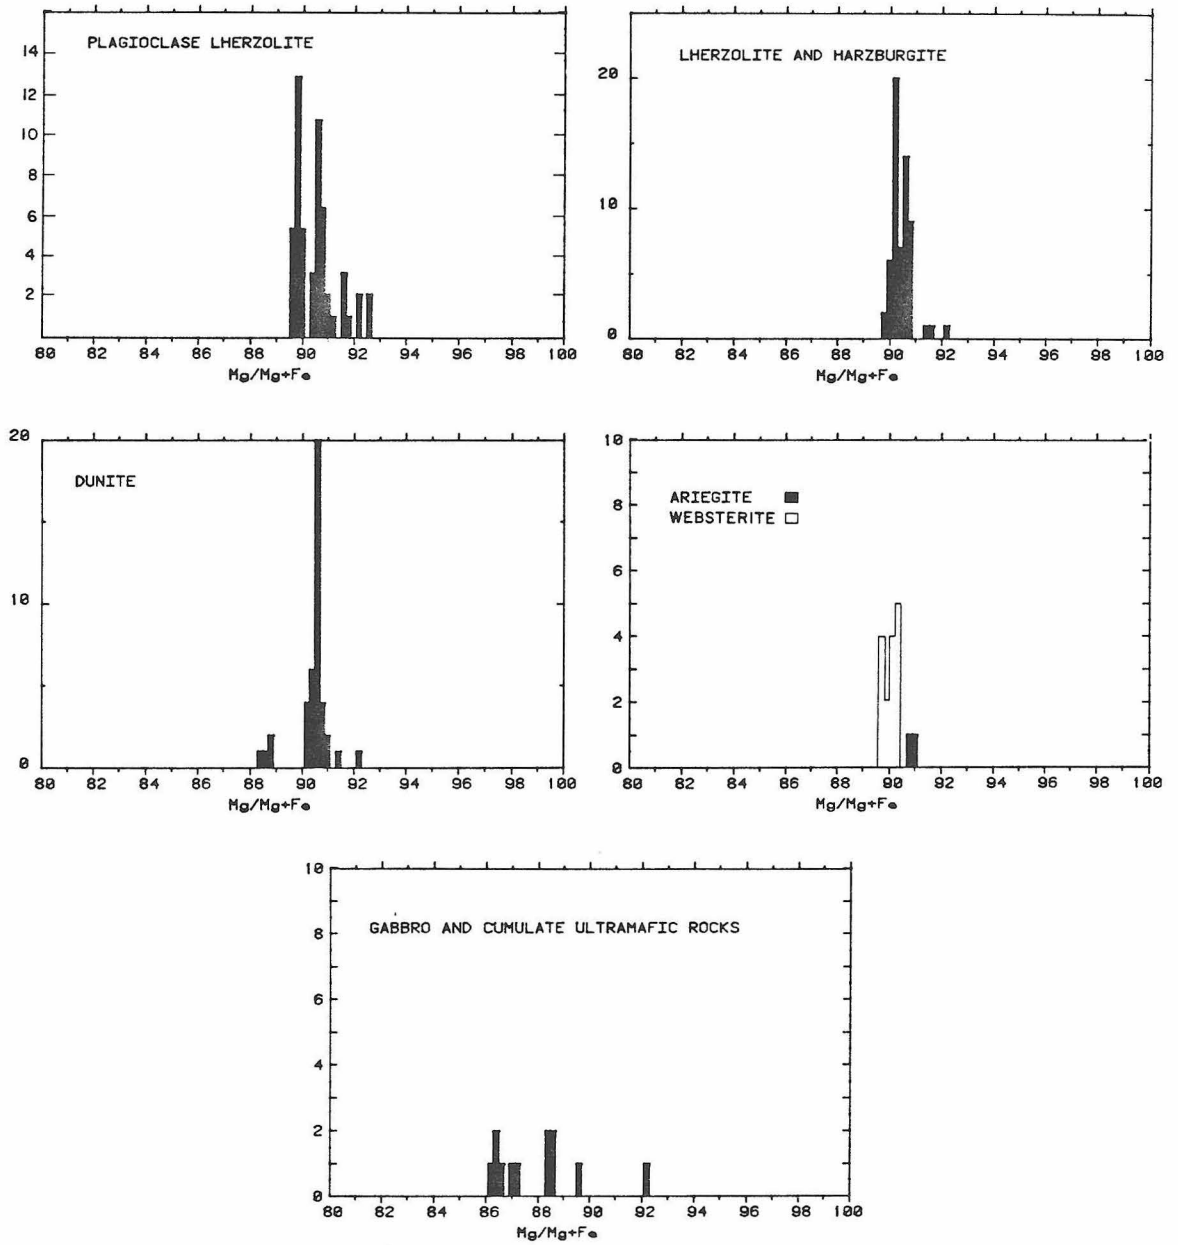 PLAGIOCLASE LHERZOLITE
14
12
10
8
6
4
2
80 82 84 86 88 90 92 94 96 98 100
Mg/Mg+Fe
LHERZOLITE AND HARZBURGITE
20
10
0
80 82 84 86 88 90 92 94 96 98 100
Mg/Mg+Fe
DUNITE
20
10
0
80 82 84 86 88 90 92 94 96 98 100
Mg/Mg+Fe
ARIEGITE
WEBSTERITE
10
8
6
4
2
0
80 82 84 86 88 90 92 94 96 98 100
Mg/Mg+Fe
GABBRO AND CUMULATE ULTRAMAFIC ROCKS
10
8
6
4
2
0
80 82 84 86 88 90 92 94 96 98 100
Mg/Mg+Fe